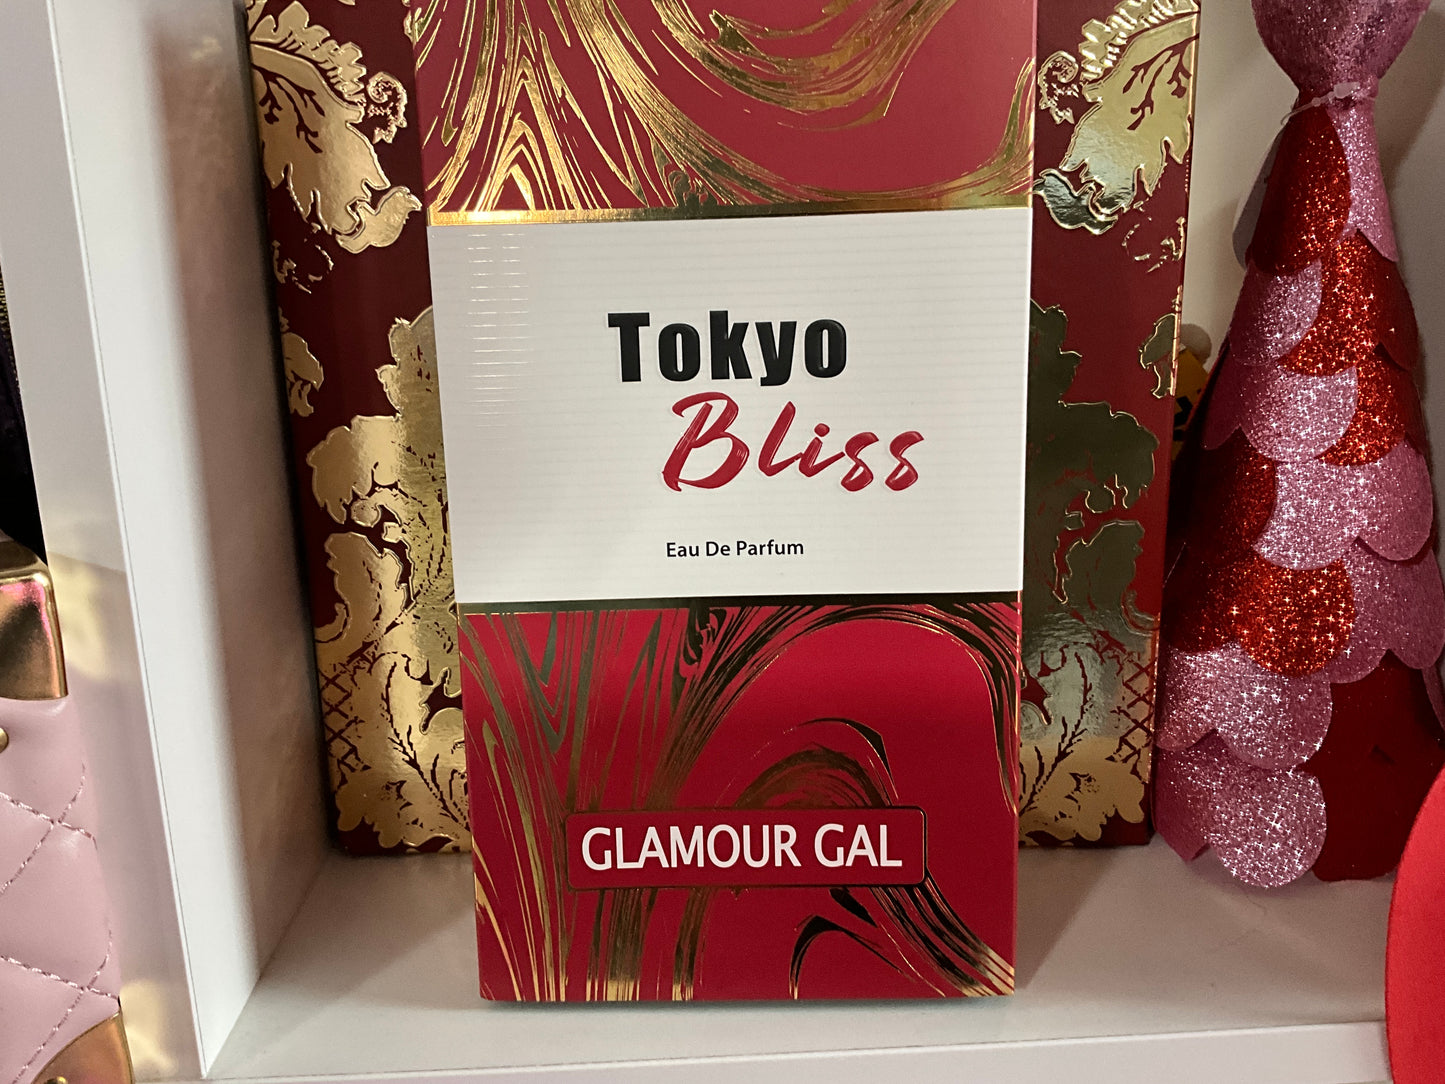 Tokyo
Bliss
Eau De Parfum
GLAMOUR GAL